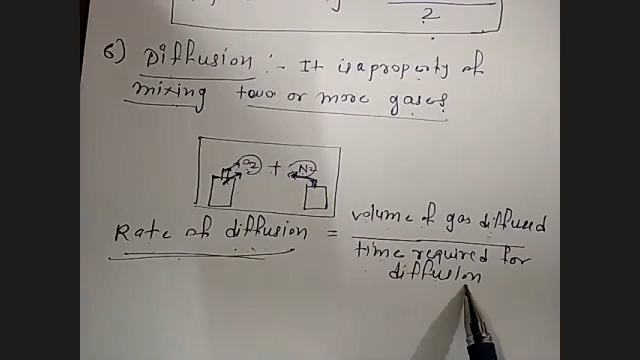 2
6) Diffusion :- It is a property of
mixing two or more gases.
O2 + N2
Rate of diffusion = volume of gas diffused
time required for
diffusion